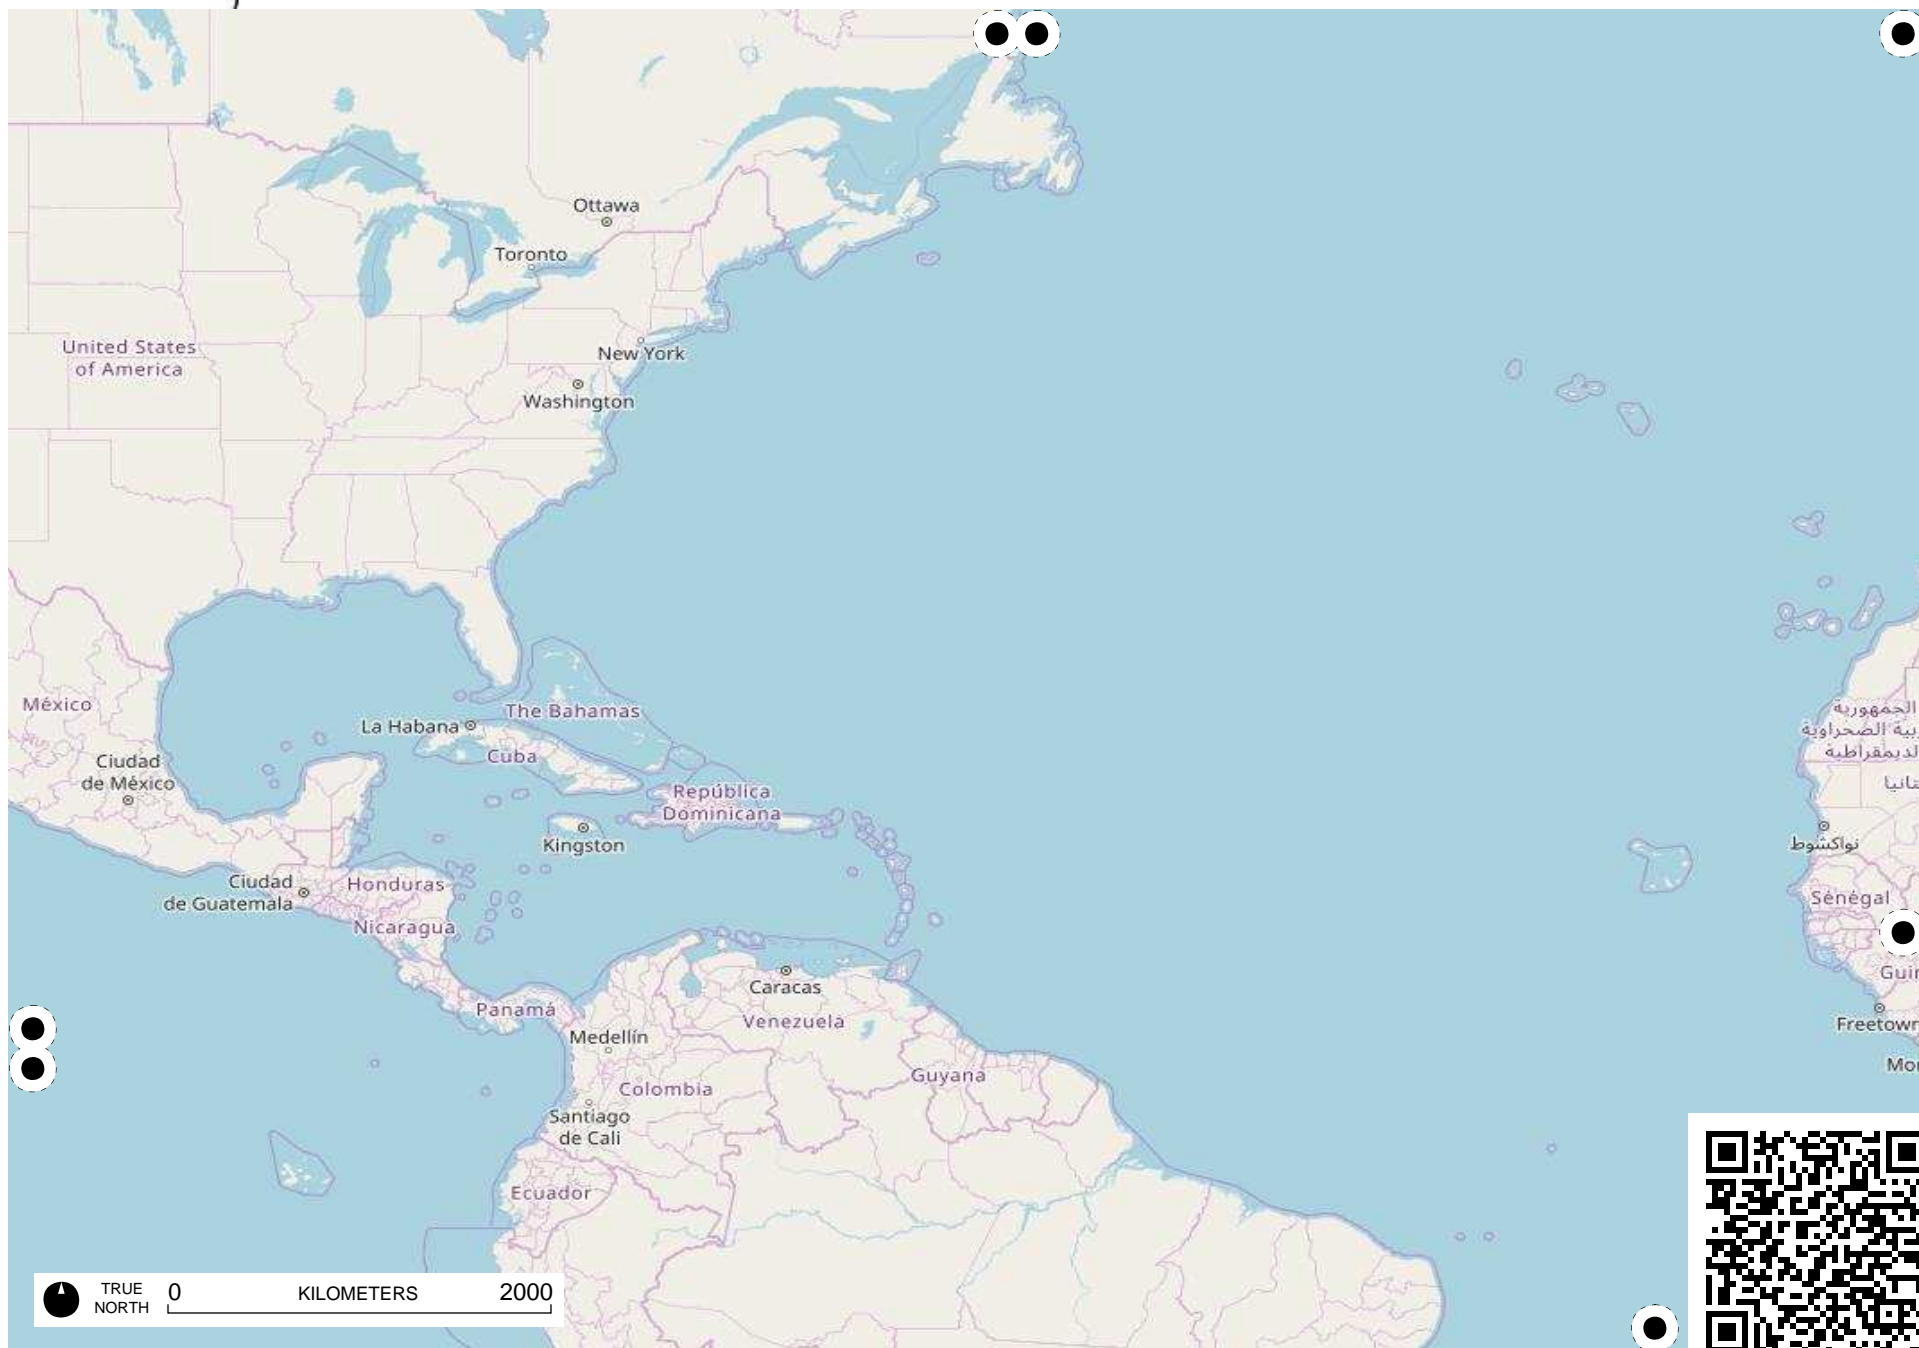 Ottawa
Toronto
United States
of America
New York
Washington
México
La Habana
The Bahamas
Cuba
Ciudad
de México
República
Dominicana
Kingston
Ciudad
de Guatemala
Honduras
Nicaragua
نواكشوط
Sénégal
Caracas
Panamá
Venezuela
Freetown
Medellín
Guyana
Colombia
Santiago
de Cali
Ecuador
الجمهورية
الصحراوية
TRUE
NORTH
0
KILOMETERS
2000